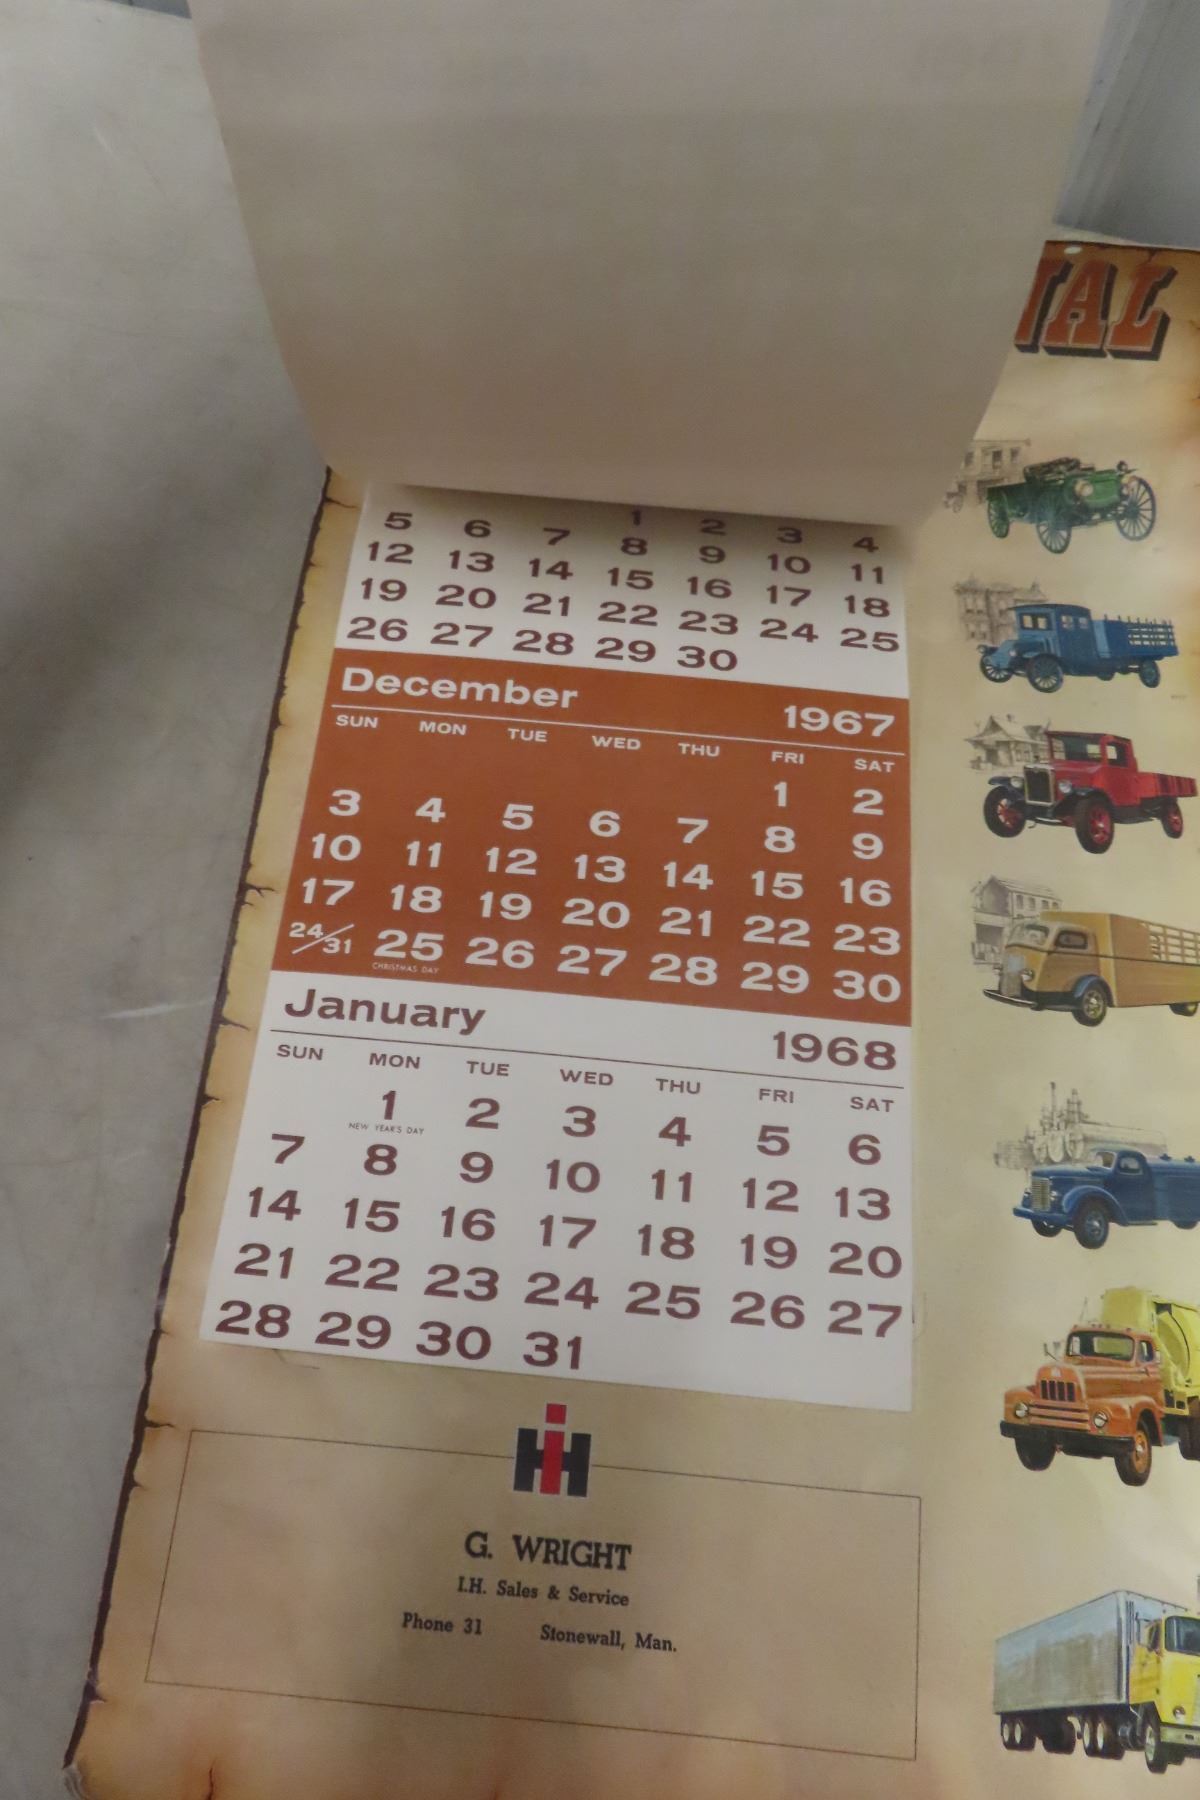 NAL
1 2 3 4
5 6 7 8 9 10 11
12 13 14 15 16 17 18
19 20 21 22 23 24 25
26 27 28 29 30
December 1967
SUN MON TUE WED THU FRI SAT
1 2
3 4 5 6 7 8 9
10 11 12 13 14 15 16
17 18 19 20 21 22 23
24/31 25 26 27 28 29 30
CHRISTMAS DAY
January 1968
SUN MON TUE WED THU FRI SAT
1 2 3 4 5 6
NEW YEAR'S DAY
7 8 9 10 11 12 13
14 15 16 17 18 19 20
21 22 23 24 25 26 27
28 29 30 31
IH
G. WRIGHT
I.H. Sales & Service
Phone 31 Stonewall, Man.